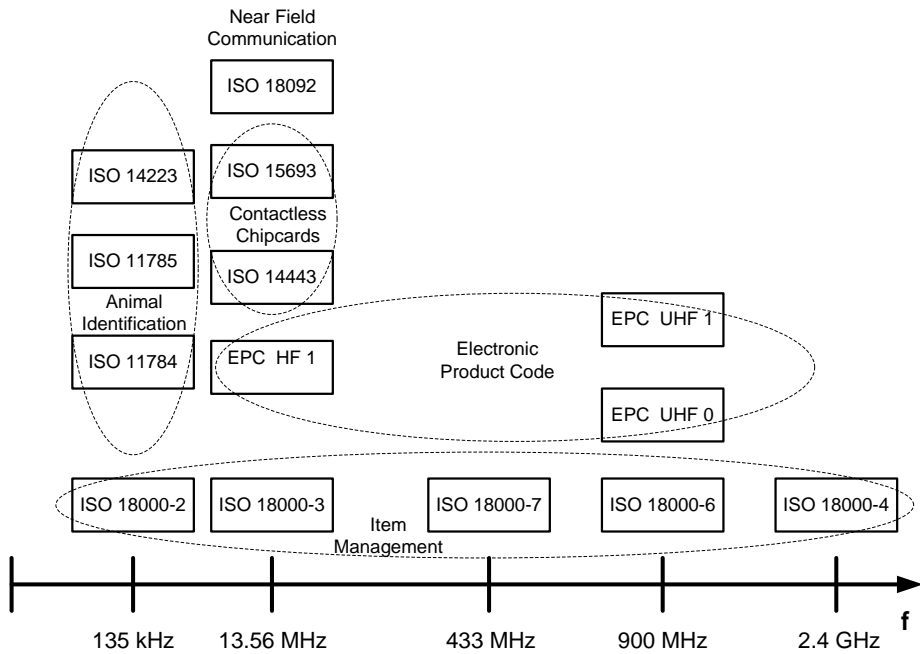 Near Field
Communication
ISO 18092
ISO 14223
ISO 15693
Contactless
Chipcards
ISO 11785
ISO 14443
Animal
Identification
EPC UHF 1
ISO 11784
EPC HF 1
Electronic
Product Code
EPC UHF 0
ISO 18000-2
ISO 18000-3
ISO 18000-7
ISO 18000-6
ISO 18000-4
Item
Management
f
135 kHz
13.56 MHz
433 MHz
900 MHz
2.4 GHz